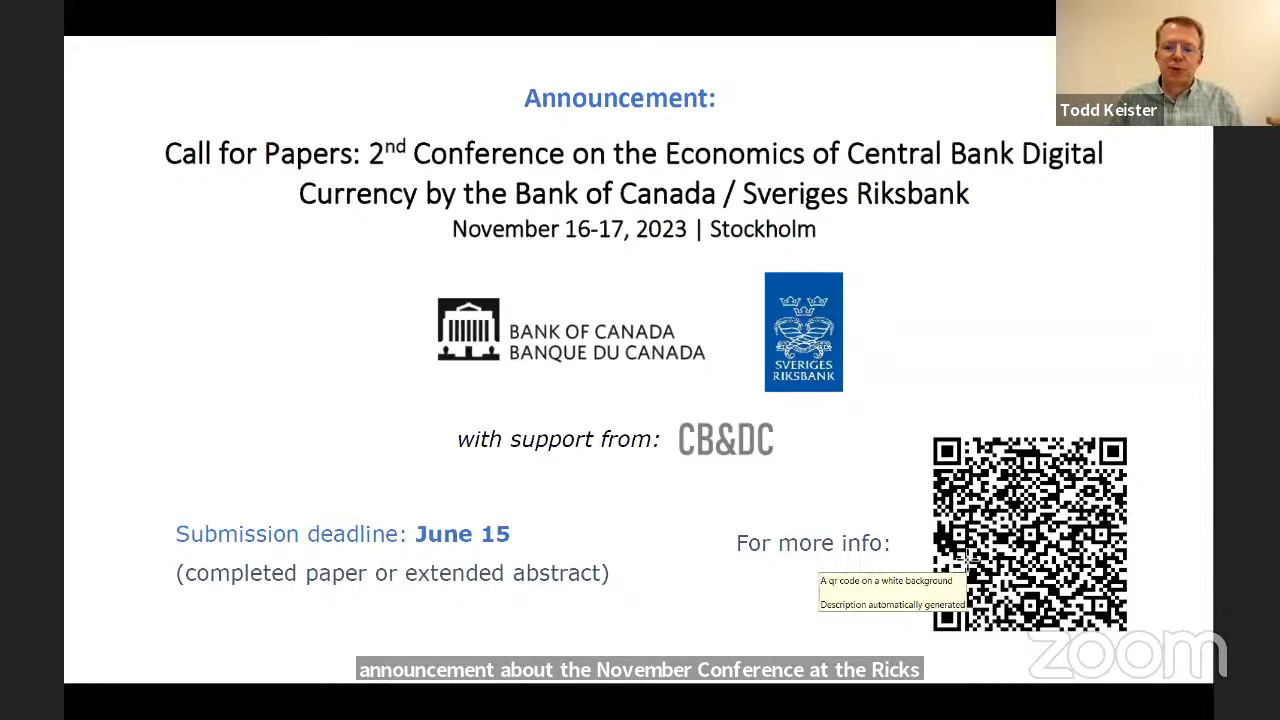 Todd Keister
Announcement:
Call for Papers: 2nd Conference on the Economics of Central Bank Digital
Currency by the Bank of Canada / Sveriges Riksbank
November 16-17, 2023 | Stockholm
BANK OF CANADA
BANQUE DU CANADA
SVERIGES
RIKSBANK
with support from: CB&DC
Submission deadline: June 15
(completed paper or extended abstract)
For more info:
A qr code on a white background
Description automatically generated
zoom
announcement about the November Conference at the Ricks